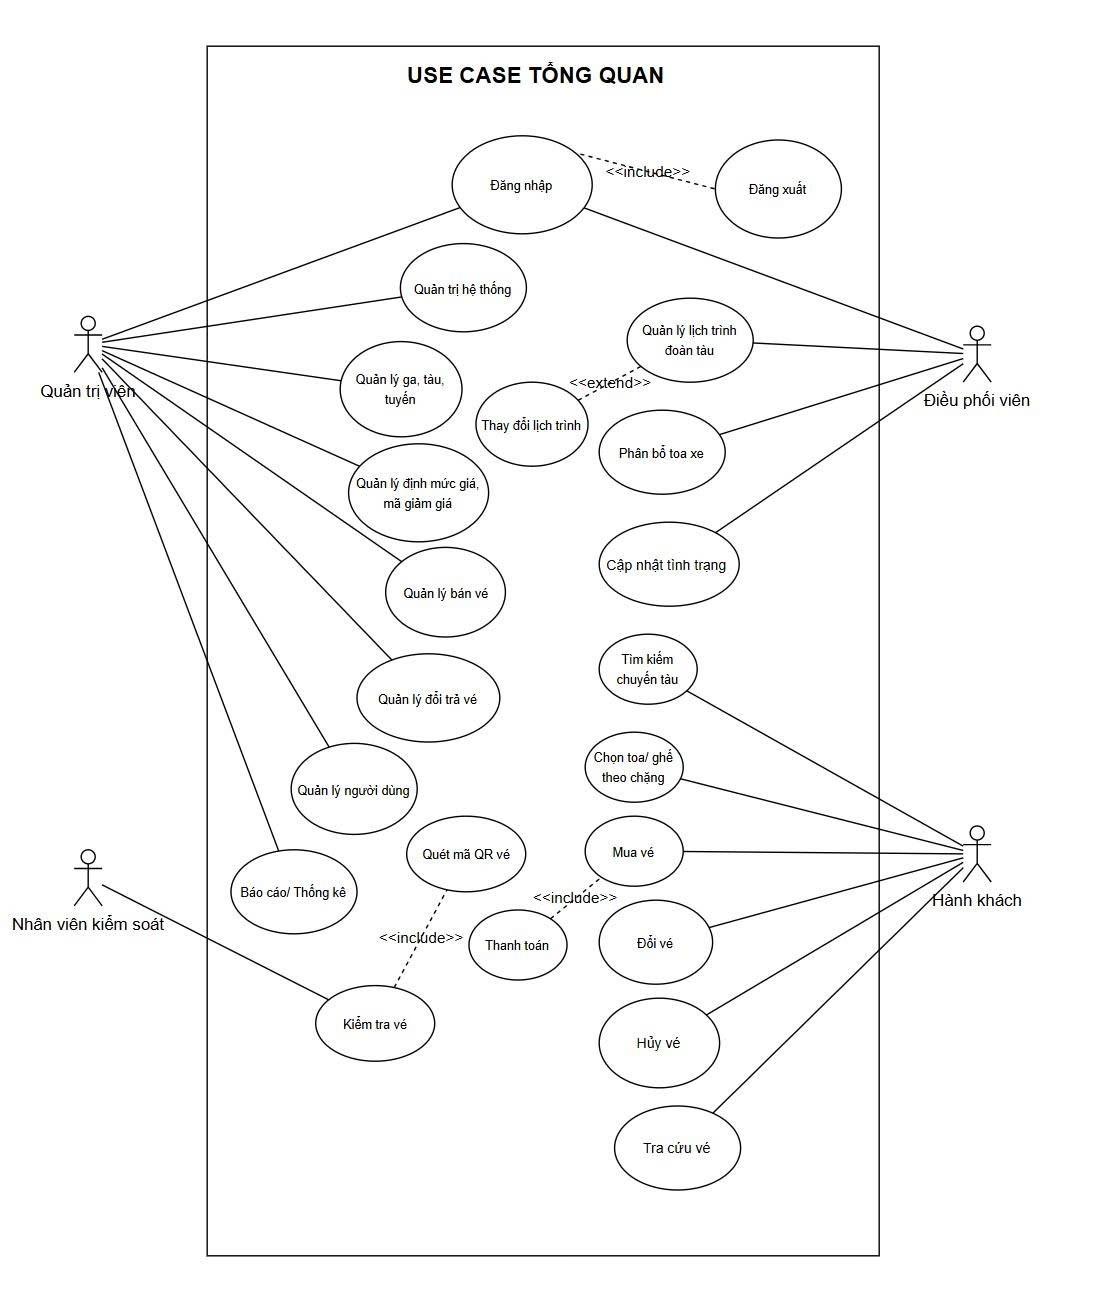 USE CASE TỔNG QUAN
Đăng nhập
<<include>>
Đăng xuất
Quản trị hệ thống
Quản lý lịch trình
đoàn tàu
Quản trị viên
Điều phối viên
Quản lý ga, tàu,
tuyến
<<extend>>
Thay đổi lịch trình
Phân bổ toa xe
Quản lý định mức giá,
mã giảm giá
Cập nhật tình trạng
Quản lý bán vé
Tìm kiếm
chuyến tàu
Quản lý đổi trả vé
Chọn toa/ ghế
theo chặng
Quản lý người dùng
Quét mã QR vé
Mua vé
Báo cáo/ Thống kê
<<include>>
Hành khách
Nhân viên kiểm soát
<<include>>
Thanh toán
Đổi vé
Kiểm tra vé
Hủy vé
Tra cứu vé